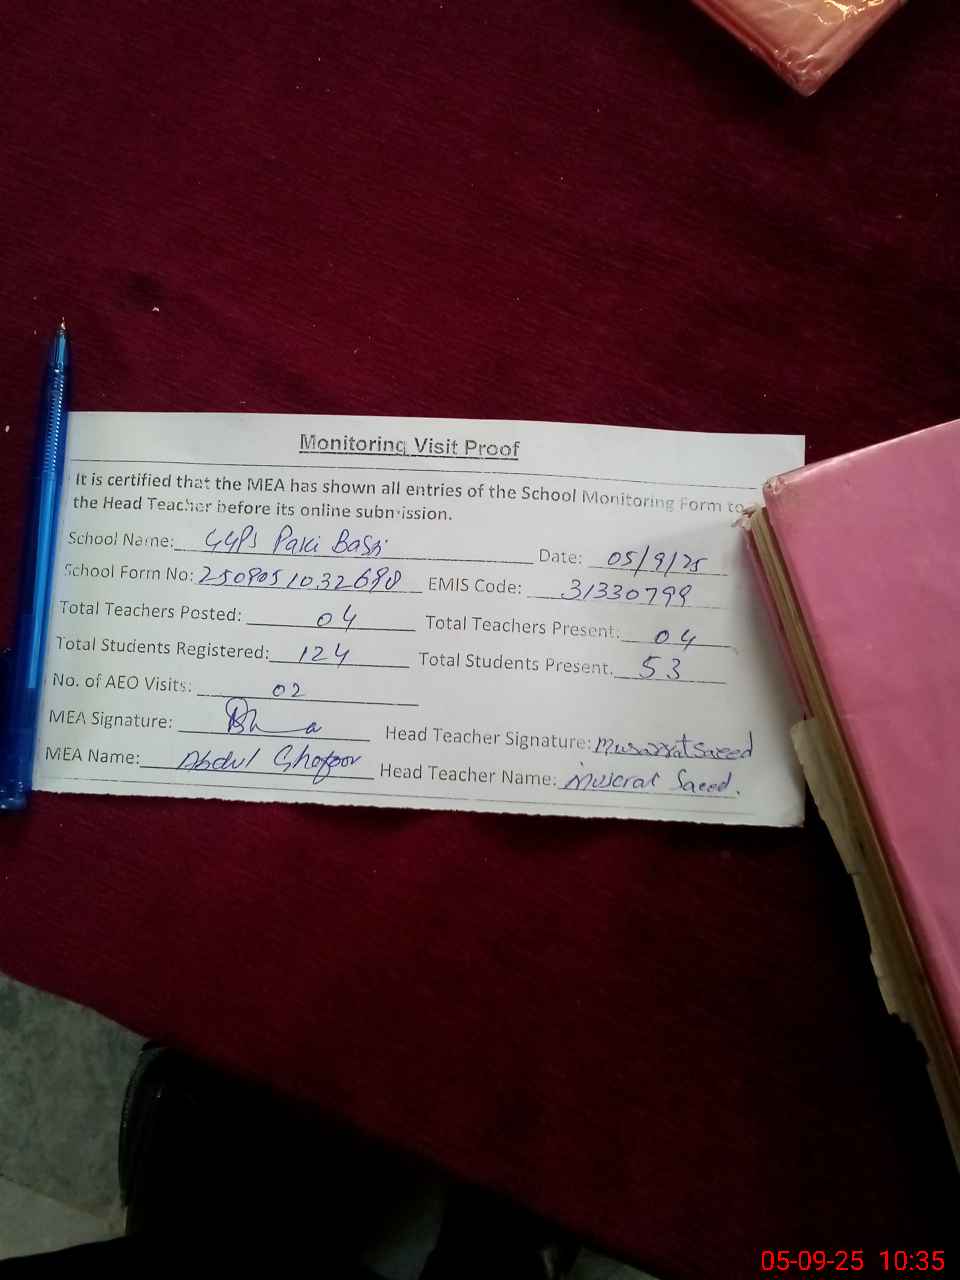 Monitoring Visit Proof
It is certified that the MEA has shown all entries of the School Monitoring Form to
the Head Teacher before its online submission.
School Name: GGPS Paki Basti Date: 05/9/25
School Form No: 2509051032698 EMIS Code: 31330799
Total Teachers Posted: 04 Total Teachers Present: 04
Total Students Registered: 124 Total Students Present. 53
No. of AEO Visits: 02
MEA Signature: Head Teacher Signature: Musarrat Saeed
MEA Name: Abdul Ghafoor Head Teacher Name: Saeed.
05-09-25 10:35